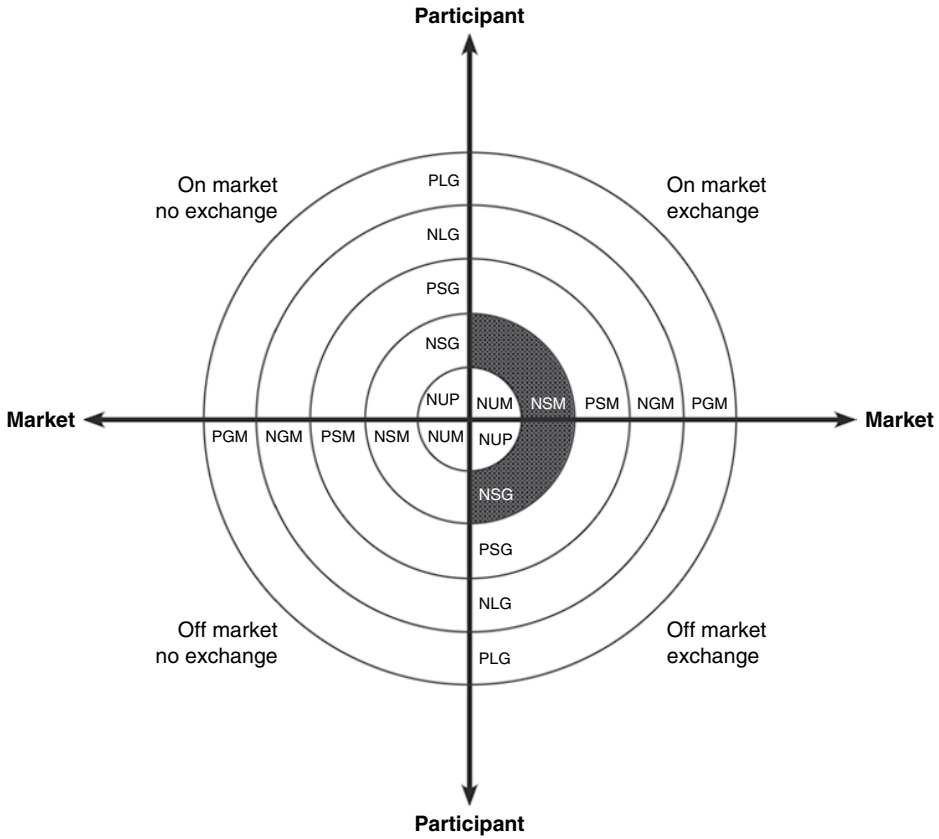 Participant
On market
no exchange
PLG
On market
exchange
NLG
PSG
NSG
NUP
NUM
NSM
PSM
NGM
PGM
Market
Market
PGM
NGM
PSM
NSM
NUM
NUP
NSG
PSG
NLG
Off market
no exchange
Off market
exchange
PLG
Participant